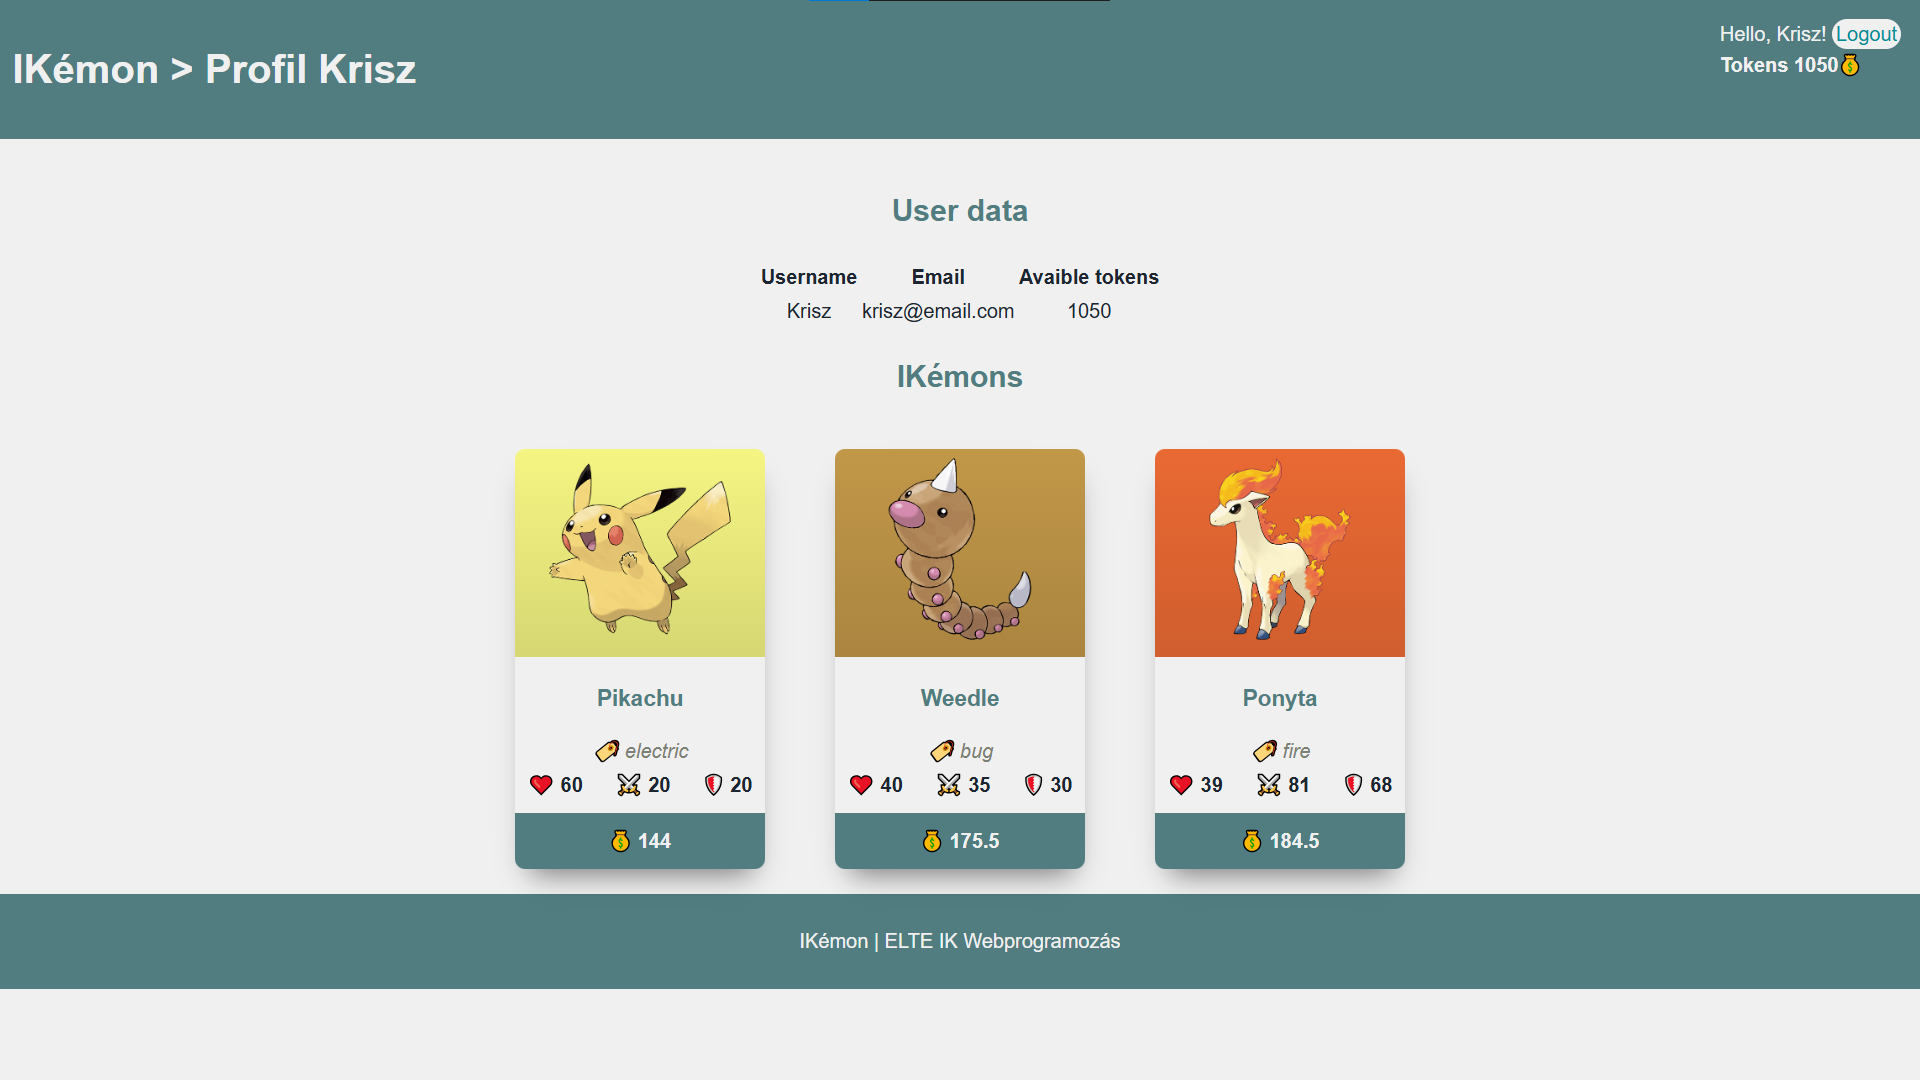 IKémon > Profil Krisz
Hello, Krisz! Logout
Tokens 1050
User data
Username Email Avaible tokens
Krisz krisz@email.com 1050
IKémons
Pikachu
electric
60 20 20
144
Weedle
bug
40 35 30
175.5
Ponyta
fire
39 81 68
184.5
IKémon | ELTE IK Webprogramozás